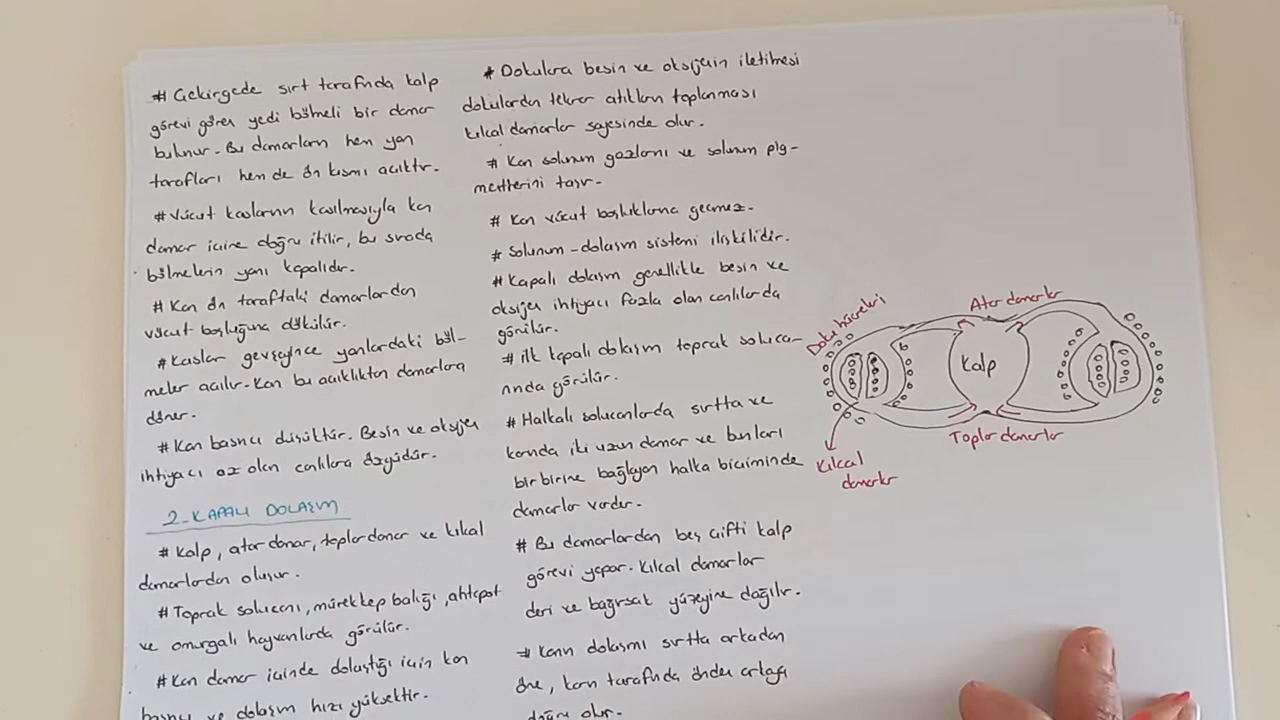 # Çekirgede sırt tarafında kalp
görevi gören yedi bölmeli bir damar
bulunur. Bu damarların hem yan
tarafları hem de ön kısmı açıktır.
# Vücut kaslarının kasılmasıyla kan
damar içine doğru itilir, bu sırada
bölmelerin yanı kapalıdır.
# Kan ön taraftaki damarlardan
vücut boşluğuna dökülür.
# Kaslar gevşeyince yanlardaki böl-
meler açılır. Kan bu açıklıktan damarlara
döner.
# Kan basıncı düşüktür. Besin ve oksijen
ihtiyacı az olan canlılara özgüdür.
2-KAPALI DOLAŞIM
# Kalp, atar damar, toplar damar ve kılcal
damarlardan oluşur.
# Toprak solucanı, mürekkep balığı, ahtapot
ve omurgalı hayvanlarda görülür.
# Kan damar içinde dolaştığı için kan
basıncı ve dolaşım hızı yüksektir.
# Dokulara besin ve oksijenin iletilmesi
dokulardan tekrar atıkların toplanması
kılcal damarlar sayesinde olur.
# Kan solunum gazlarını ve solunum pig-
mentlerini taşır.
# Kan vücut boşluklarına geçmez.
# Solunum-dolaşım sistemi ilişkilidir.
# Kapalı dolaşım genellikle besin ve
oksijen ihtiyacı fazla olan canlılarda
görülür.
# İlk kapalı dolaşım toprak soluca-
nında görülür.
# Halkalı solucanlarda sırtta ve
karında iki uzun damar ve bunları
birbirine bağlayan halka biçiminde
damarlar vardır.
# Bu damarlardan beş çifti kalp
görevi yapar. Kılcal damarlar
deri ve bağırsak yüzeyine dağılır.
# Kanın dolaşımı sırtta arkadan
öne, karın tarafında önden arkaya
doğru olur.
Doku hücreleri
Atar damarlar
Kalp
Toplar damarlar
Kılcal
damarlar